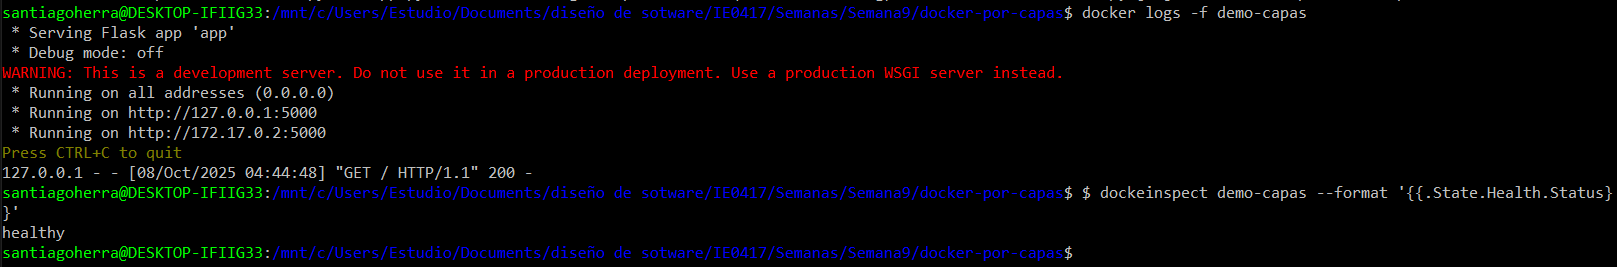 santiagoherra@DESKTOP-IFIIG33:/mnt/c/Users/Estudio/Documents/diseño de sotware/IE0417/Semanas/Semana9/docker-por-capas$ docker logs -f demo-capas
 * Serving Flask app 'app'
 * Debug mode: off
WARNING: This is a development server. Do not use it in a production deployment. Use a production WSGI server instead.
 * Running on all addresses (0.0.0.0)
 * Running on http://127.0.0.1:5000
 * Running on http://172.17.0.2:5000
Press CTRL+C to quit
127.0.0.1 - - [08/Oct/2025 04:44:48] "GET / HTTP/1.1" 200 -
santiagoherra@DESKTOP-IFIIG33:/mnt/c/Users/Estudio/Documents/diseño de sotware/IE0417/Semanas/Semana9/docker-por-capas$ $ dockeinspect demo-capas --format '{{.State.Health.Status}
}'
healthy
santiagoherra@DESKTOP-IFIIG33:/mnt/c/Users/Estudio/Documents/diseño de sotware/IE0417/Semanas/Semana9/docker-por-capas$